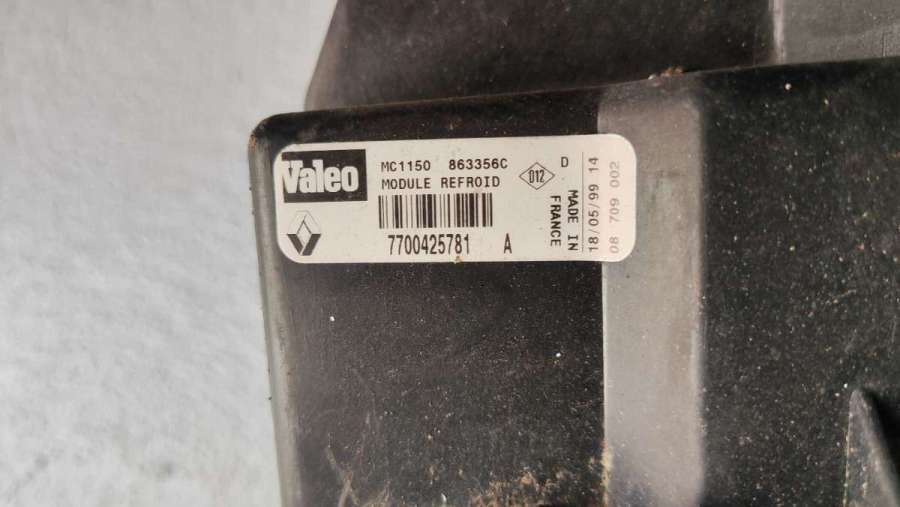 Valeo
MC1150 863356C
MODULE REFROID
7700425781 A
D12
D
MADE IN
FRANCE
18/05/99 14
08 709 002